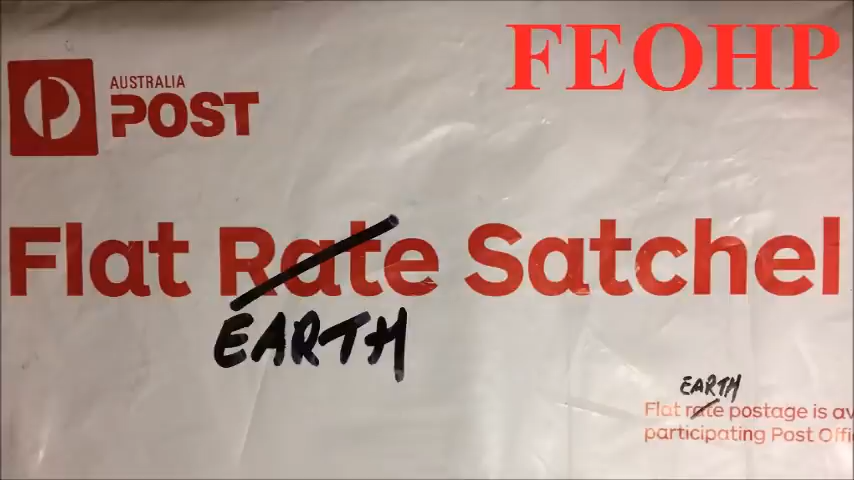 FEOHP
AUSTRALIA
POST
Flat Rate Satchel
EARTH
EARTH
Flat rate postage is av
participating Post Offi